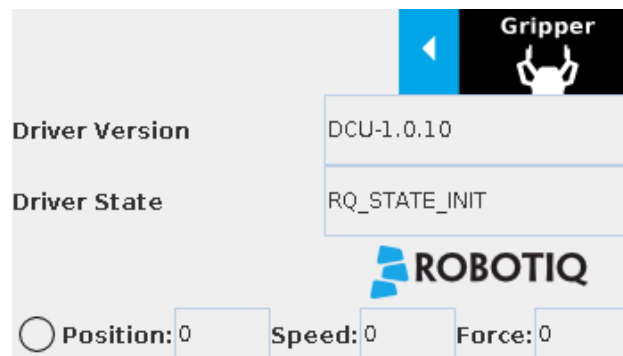 Gripper
Driver Version DCU-1.0.10
Driver State RQ_STATE_INIT
ROBOTIQ
Position: 0 Speed: 0 Force: 0